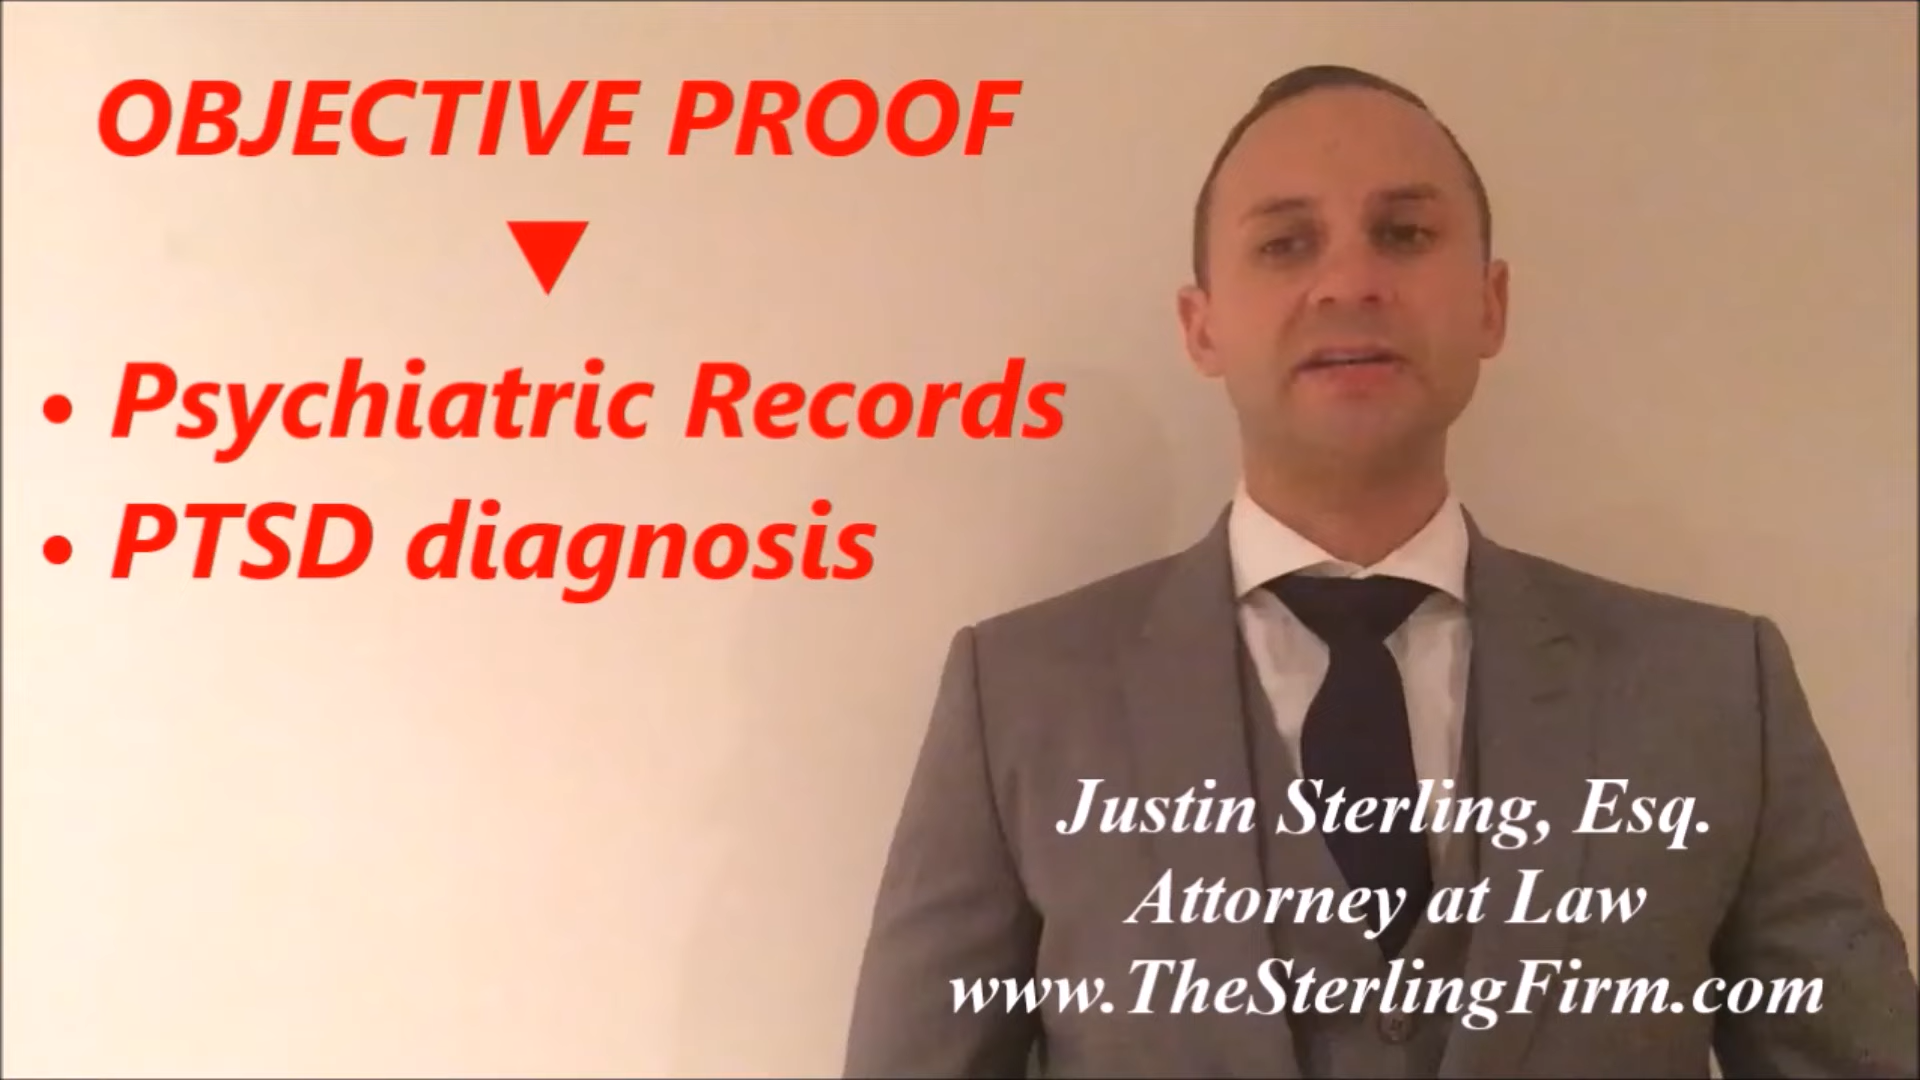 OBJECTIVE PROOF
• Psychiatric Records
• PTSD diagnosis
Justin Sterling, Esq.
Attorney at Law
www.TheSterlingFirm.com